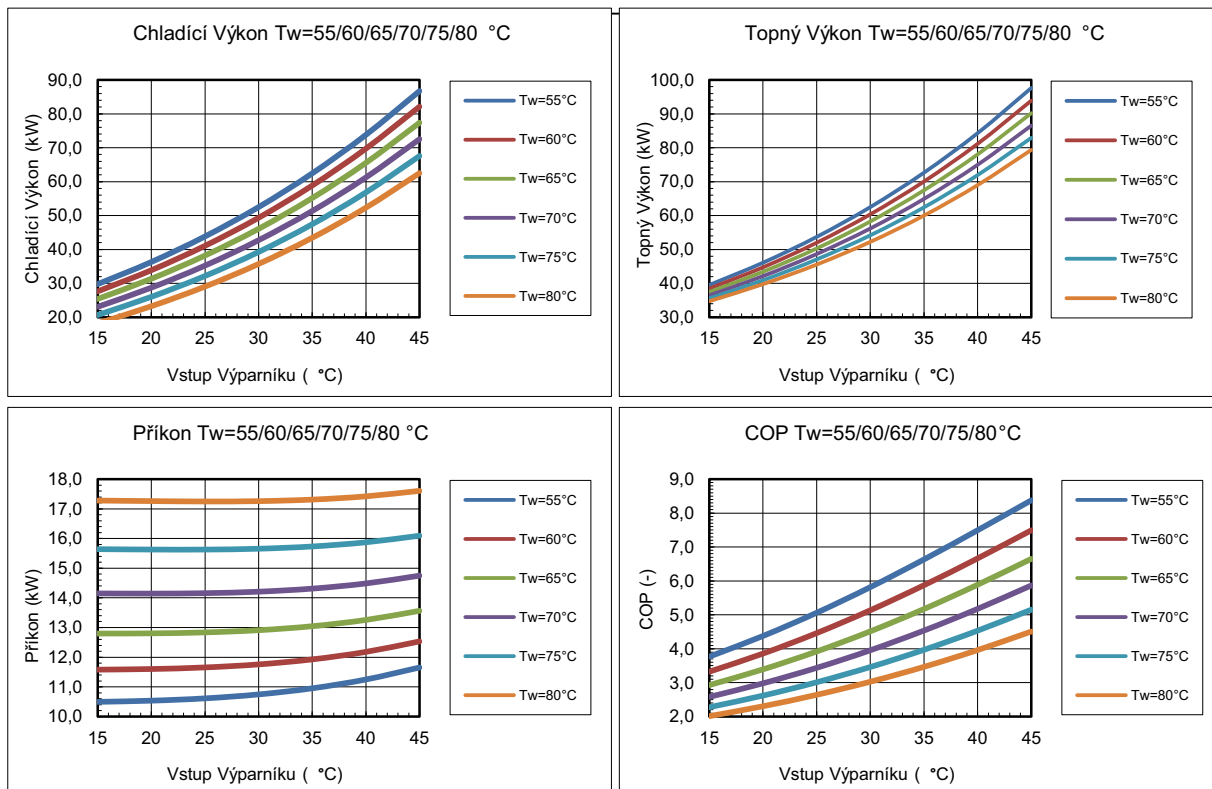 Chladící Výkon Tw=55/60/65/70/75/80 °C
90,0
80,0
70,0
60,0
50,0
40,0
30,0
20,0
Chladící Výkon (kW)
15 20 25 30 35 40 45
Vstup Výparníku ( °C)
Tw=55°C
Tw=60°C
Tw=65°C
Tw=70°C
Tw=75°C
Tw=80°C
Topný Výkon Tw=55/60/65/70/75/80 °C
100,0
90,0
80,0
70,0
60,0
50,0
40,0
30,0
Topný Výkon (kW)
15 20 25 30 35 40 45
Vstup Výparníku ( °C)
Tw=55°C
Tw=60°C
Tw=65°C
Tw=70°C
Tw=75°C
Tw=80°C
Příkon Tw=55/60/65/70/75/80 °C
18,0
17,0
16,0
15,0
14,0
13,0
12,0
11,0
10,0
Příkon (kW)
15 20 25 30 35 40 45
Vstup Výparníku ( °C)
Tw=55°C
Tw=60°C
Tw=65°C
Tw=70°C
Tw=75°C
Tw=80°C
COP Tw=55/60/65/70/75/80°C
9,0
8,0
7,0
6,0
5,0
4,0
3,0
2,0
COP (-)
15 20 25 30 35 40 45
Vstup Výparníku ( °C)
Tw=55°C
Tw=60°C
Tw=65°C
Tw=70°C
Tw=75°C
Tw=80°C